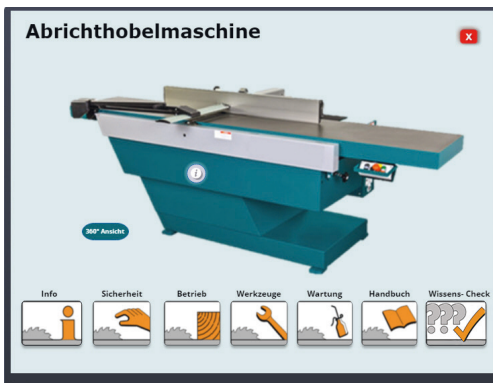 Abrichthobelmaschine
X
i
360° Ansicht
Info Sicherheit Betrieb Werkzeuge Wartung Handbuch Wissens- Check
???